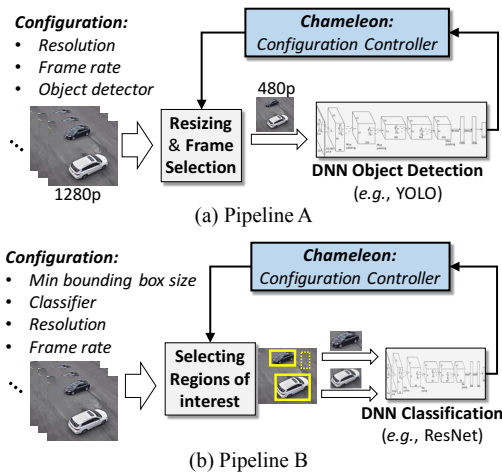 Configuration:
• Resolution
• Frame rate
• Object detector
Chameleon:
Configuration Controller
...
1280p
Resizing
& Frame
Selection
480p
DNN Object Detection
(e.g., YOLO)
(a) Pipeline A
Configuration:
• Min bounding box size
• Classifier
• Resolution
• Frame rate
Chameleon:
Configuration Controller
...
Selecting
Regions of
interest
DNN Classification
(e.g., ResNet)
(b) Pipeline B